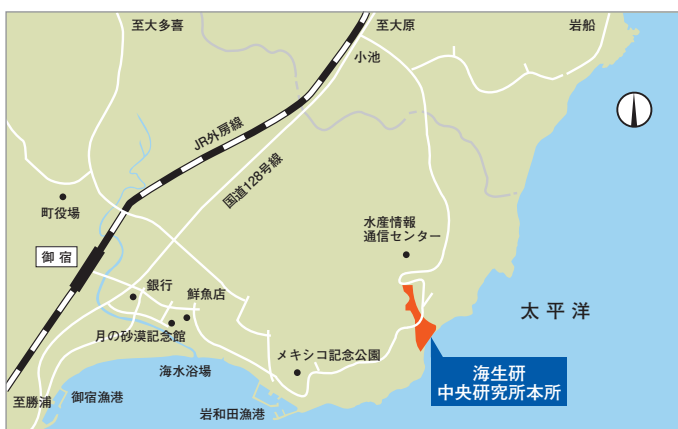 至大多喜
至大原
岩船
小池
JR外房線
国道128号線
町役場
水産情報
通信センター
御宿
銀行
鮮魚店
月の砂漠記念館
太平洋
メキシコ記念公園
海水浴場
海生研
中央研究所本所
至勝浦
御宿漁港
岩和田漁港